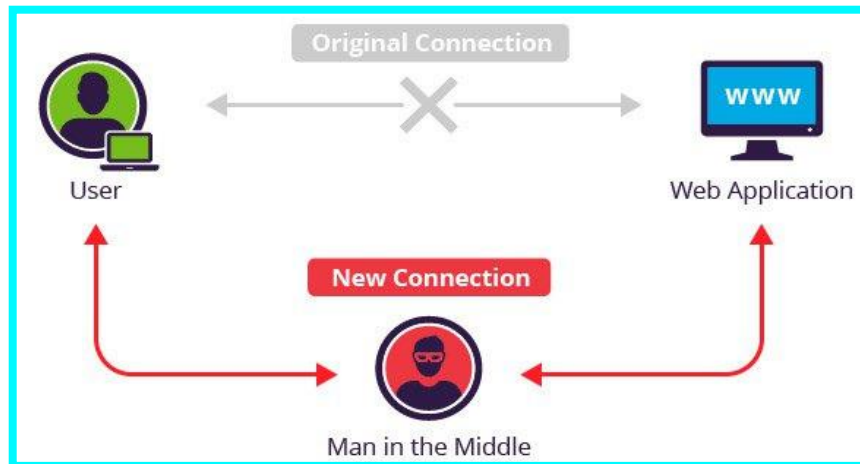 Original Connection
www
User
Web Application
New Connection
Man in the Middle